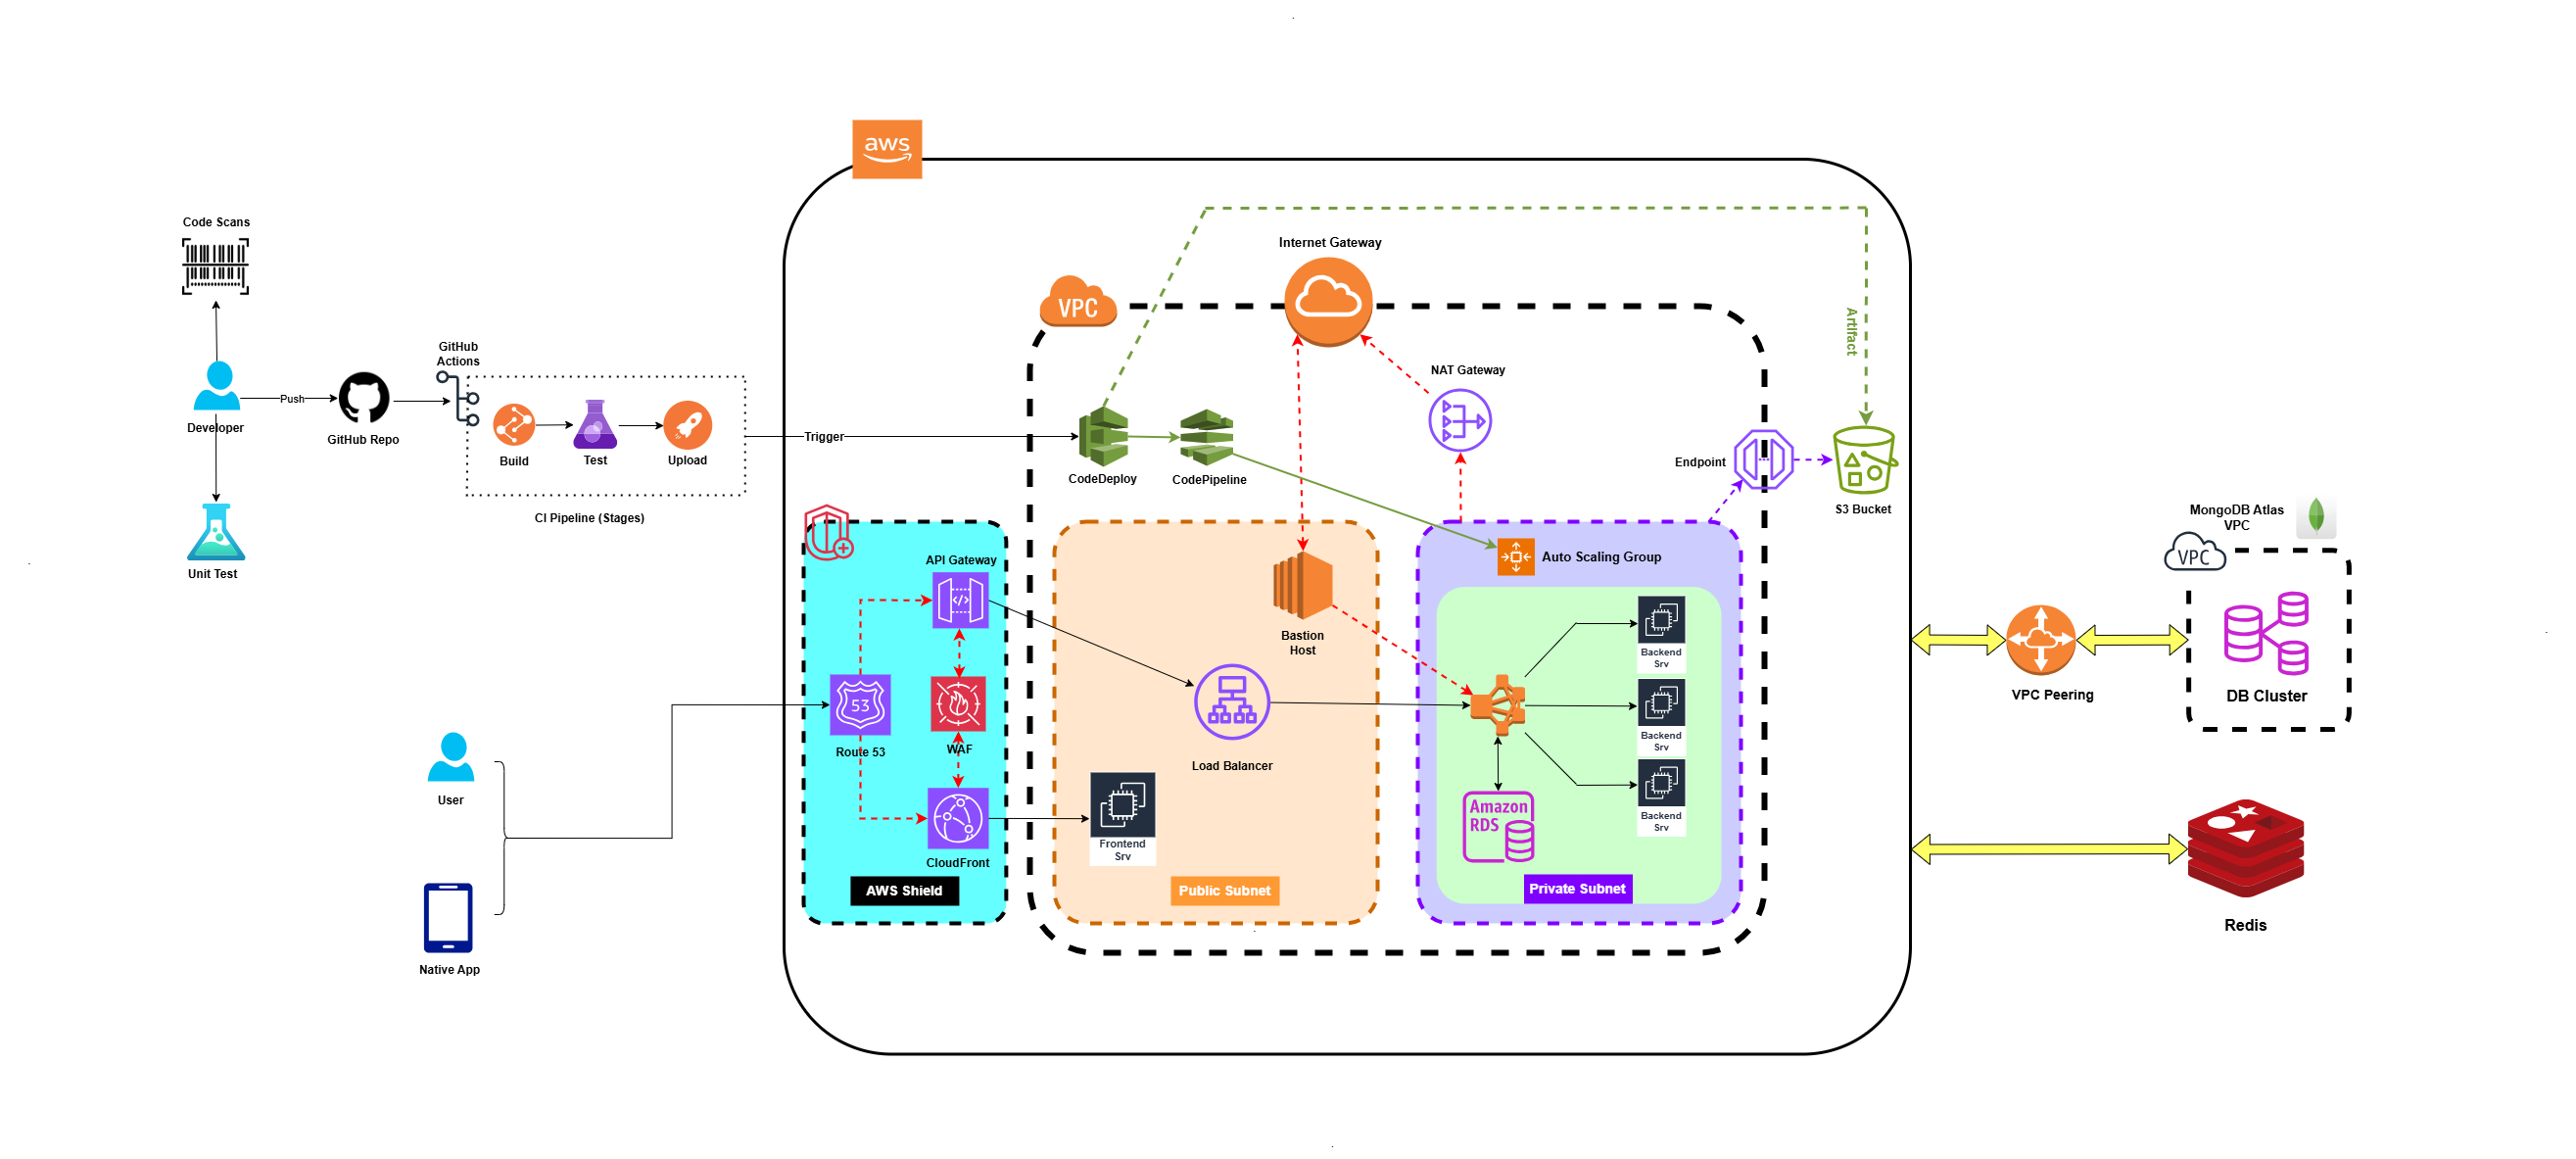 aws
Code Scans
Developer
Unit Test
Push
GitHub Repo
GitHub
Actions
Build
Test
Upload
CI Pipeline (Stages)
Trigger
User
Native App
VPC
Internet Gateway
NAT Gateway
CodeDeploy
CodePipeline
Artifact
Endpoint
S3 Bucket
API Gateway
53
Route 53
WAF
CloudFront
AWS Shield
Bastion
Host
Load Balancer
Frontend
Srv
Public Subnet
Auto Scaling Group
Backend
Srv
Backend
Srv
Backend
Srv
Amazon
RDS
Private Subnet
VPC Peering
MongoDB Atlas
VPC
VPC
DB Cluster
Redis